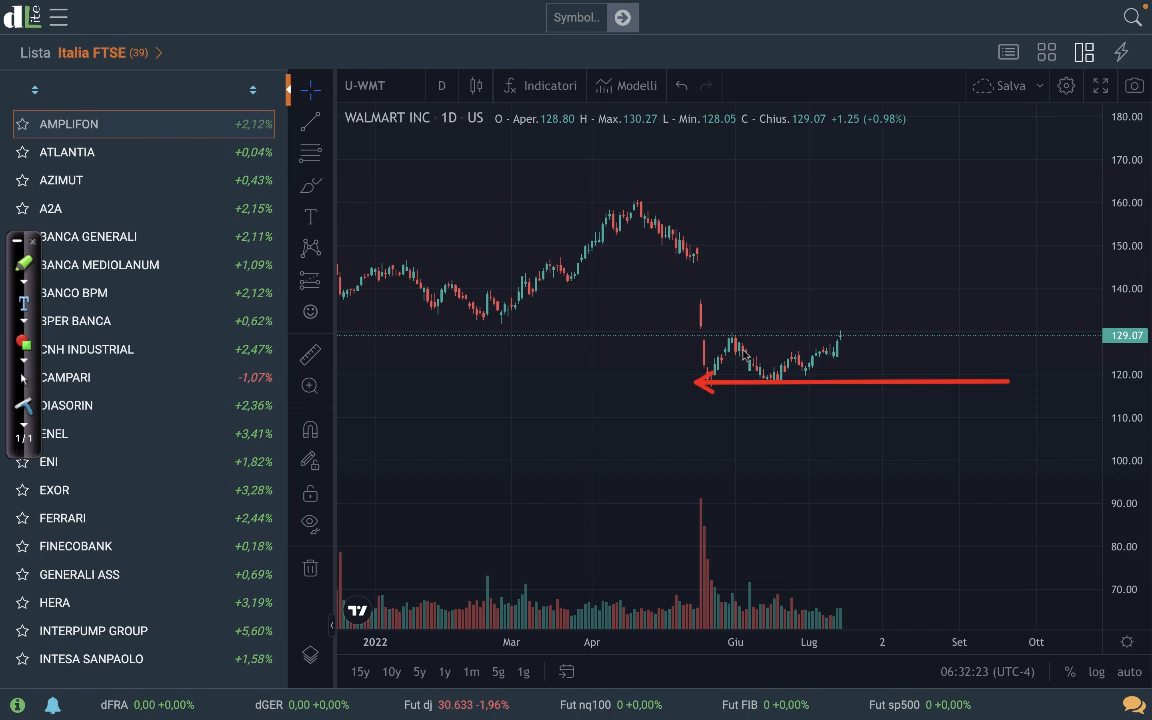 dLite
Symbol..
Lista Italia FTSE (39)
AMPLIFON +2,12%
ATLANTIA +0,04%
AZIMUT +0,43%
A2A +2,15%
BANCA GENERALI +2,11%
BANCA MEDIOLANUM +1,09%
BANCO BPM +2,12%
BPER BANCA +0,62%
CNH INDUSTRIAL +2,47%
CAMPARI -1,07%
DIASORIN +2,36%
ENEL +3,41%
ENI +1,82%
EXOR +3,28%
FERRARI +2,44%
FINECOBANK +0,18%
GENERALI ASS +0,69%
HERA +3,19%
INTERPUMP GROUP +5,60%
INTESA SANPAOLO +1,58%
T
1/1
U-WMT D Indicatori Modelli Salva
WALMART INC · 1D · US O - Aper. 128.80 H - Max. 130.27 L - Min. 128.05 C - Chius. 129.07 +1.25 (+0.98%)
180.00
170.00
160.00
150.00
140.00
129.07
120.00
110.00
100.00
90.00
80.00
70.00
2022 Mar Apr Giu Lug 2 Set Ott
15y 10y 5y 1y 1m 5g 1g 06:32:23 (UTC-4) % log auto
dFRA 0,00 +0,00% dGER 0,00 +0,00% Fut dj 30.633 -1,96% Fut nq100 0 +0,00% Fut FIB 0 +0,00% Fut sp500 0 +0,00%